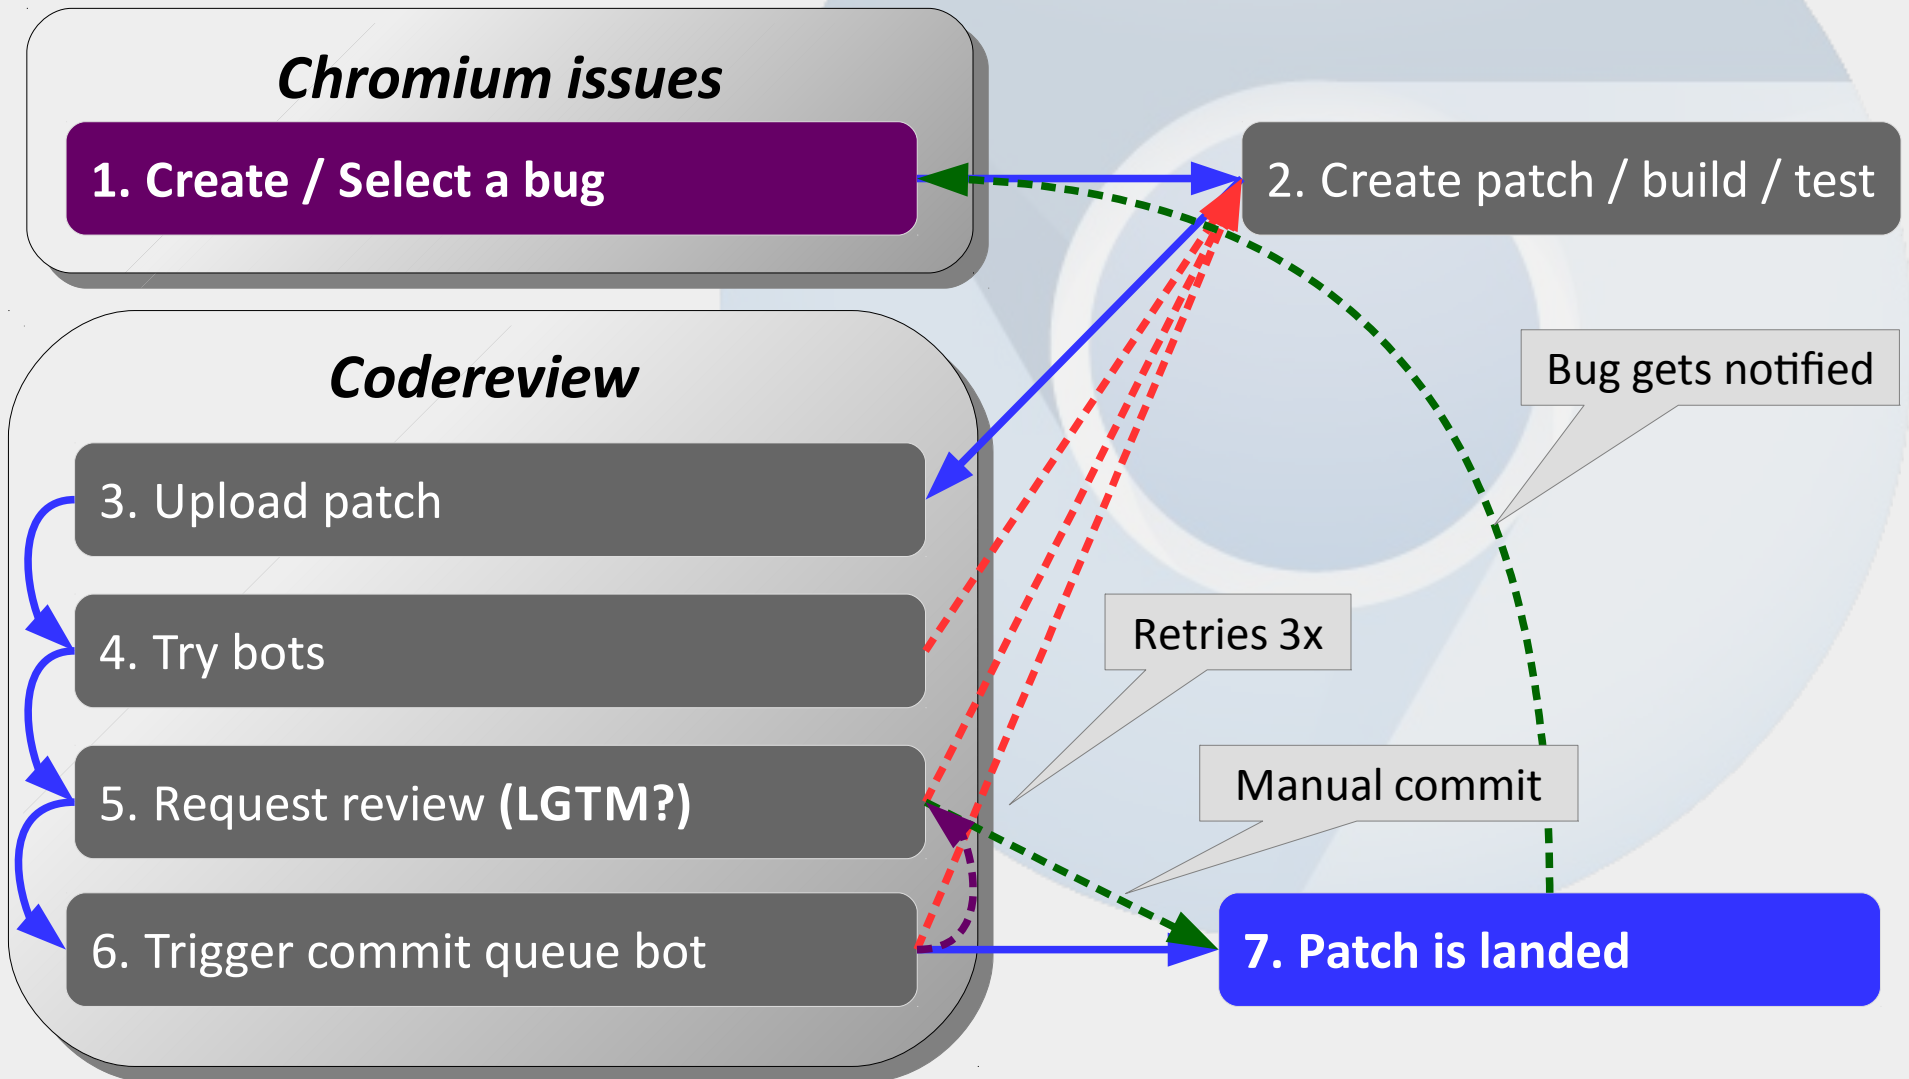 Chromium issues
1. Create / Select a bug
2. Create patch / build / test
Bug gets notified
Codereview
3. Upload patch
4. Try bots
Retries 3x
5. Request review (LGTM?)
Manual commit
6. Trigger commit queue bot
7. Patch is landed